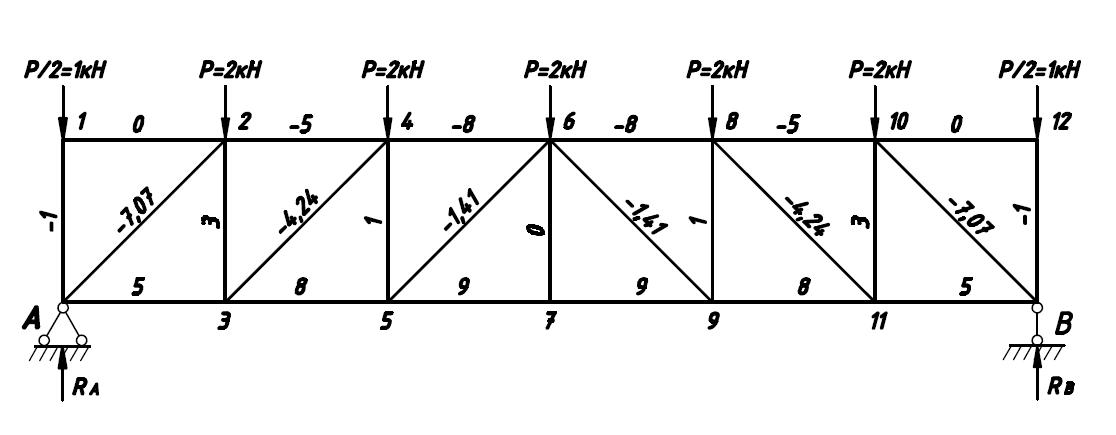 P/2=1кН P=2кН P=2кН P=2кН P=2кН P=2кН P/2=1кН
1 0 2 -5 4 -8 6 -8 8 -5 10 0 12
-1 -7,07 3 -4,24 1 -1,41 0 -1,41 1 -4,24 3 -7,07 -1
5 8 9 9 8 5
A 3 5 7 9 11 B
RA RB